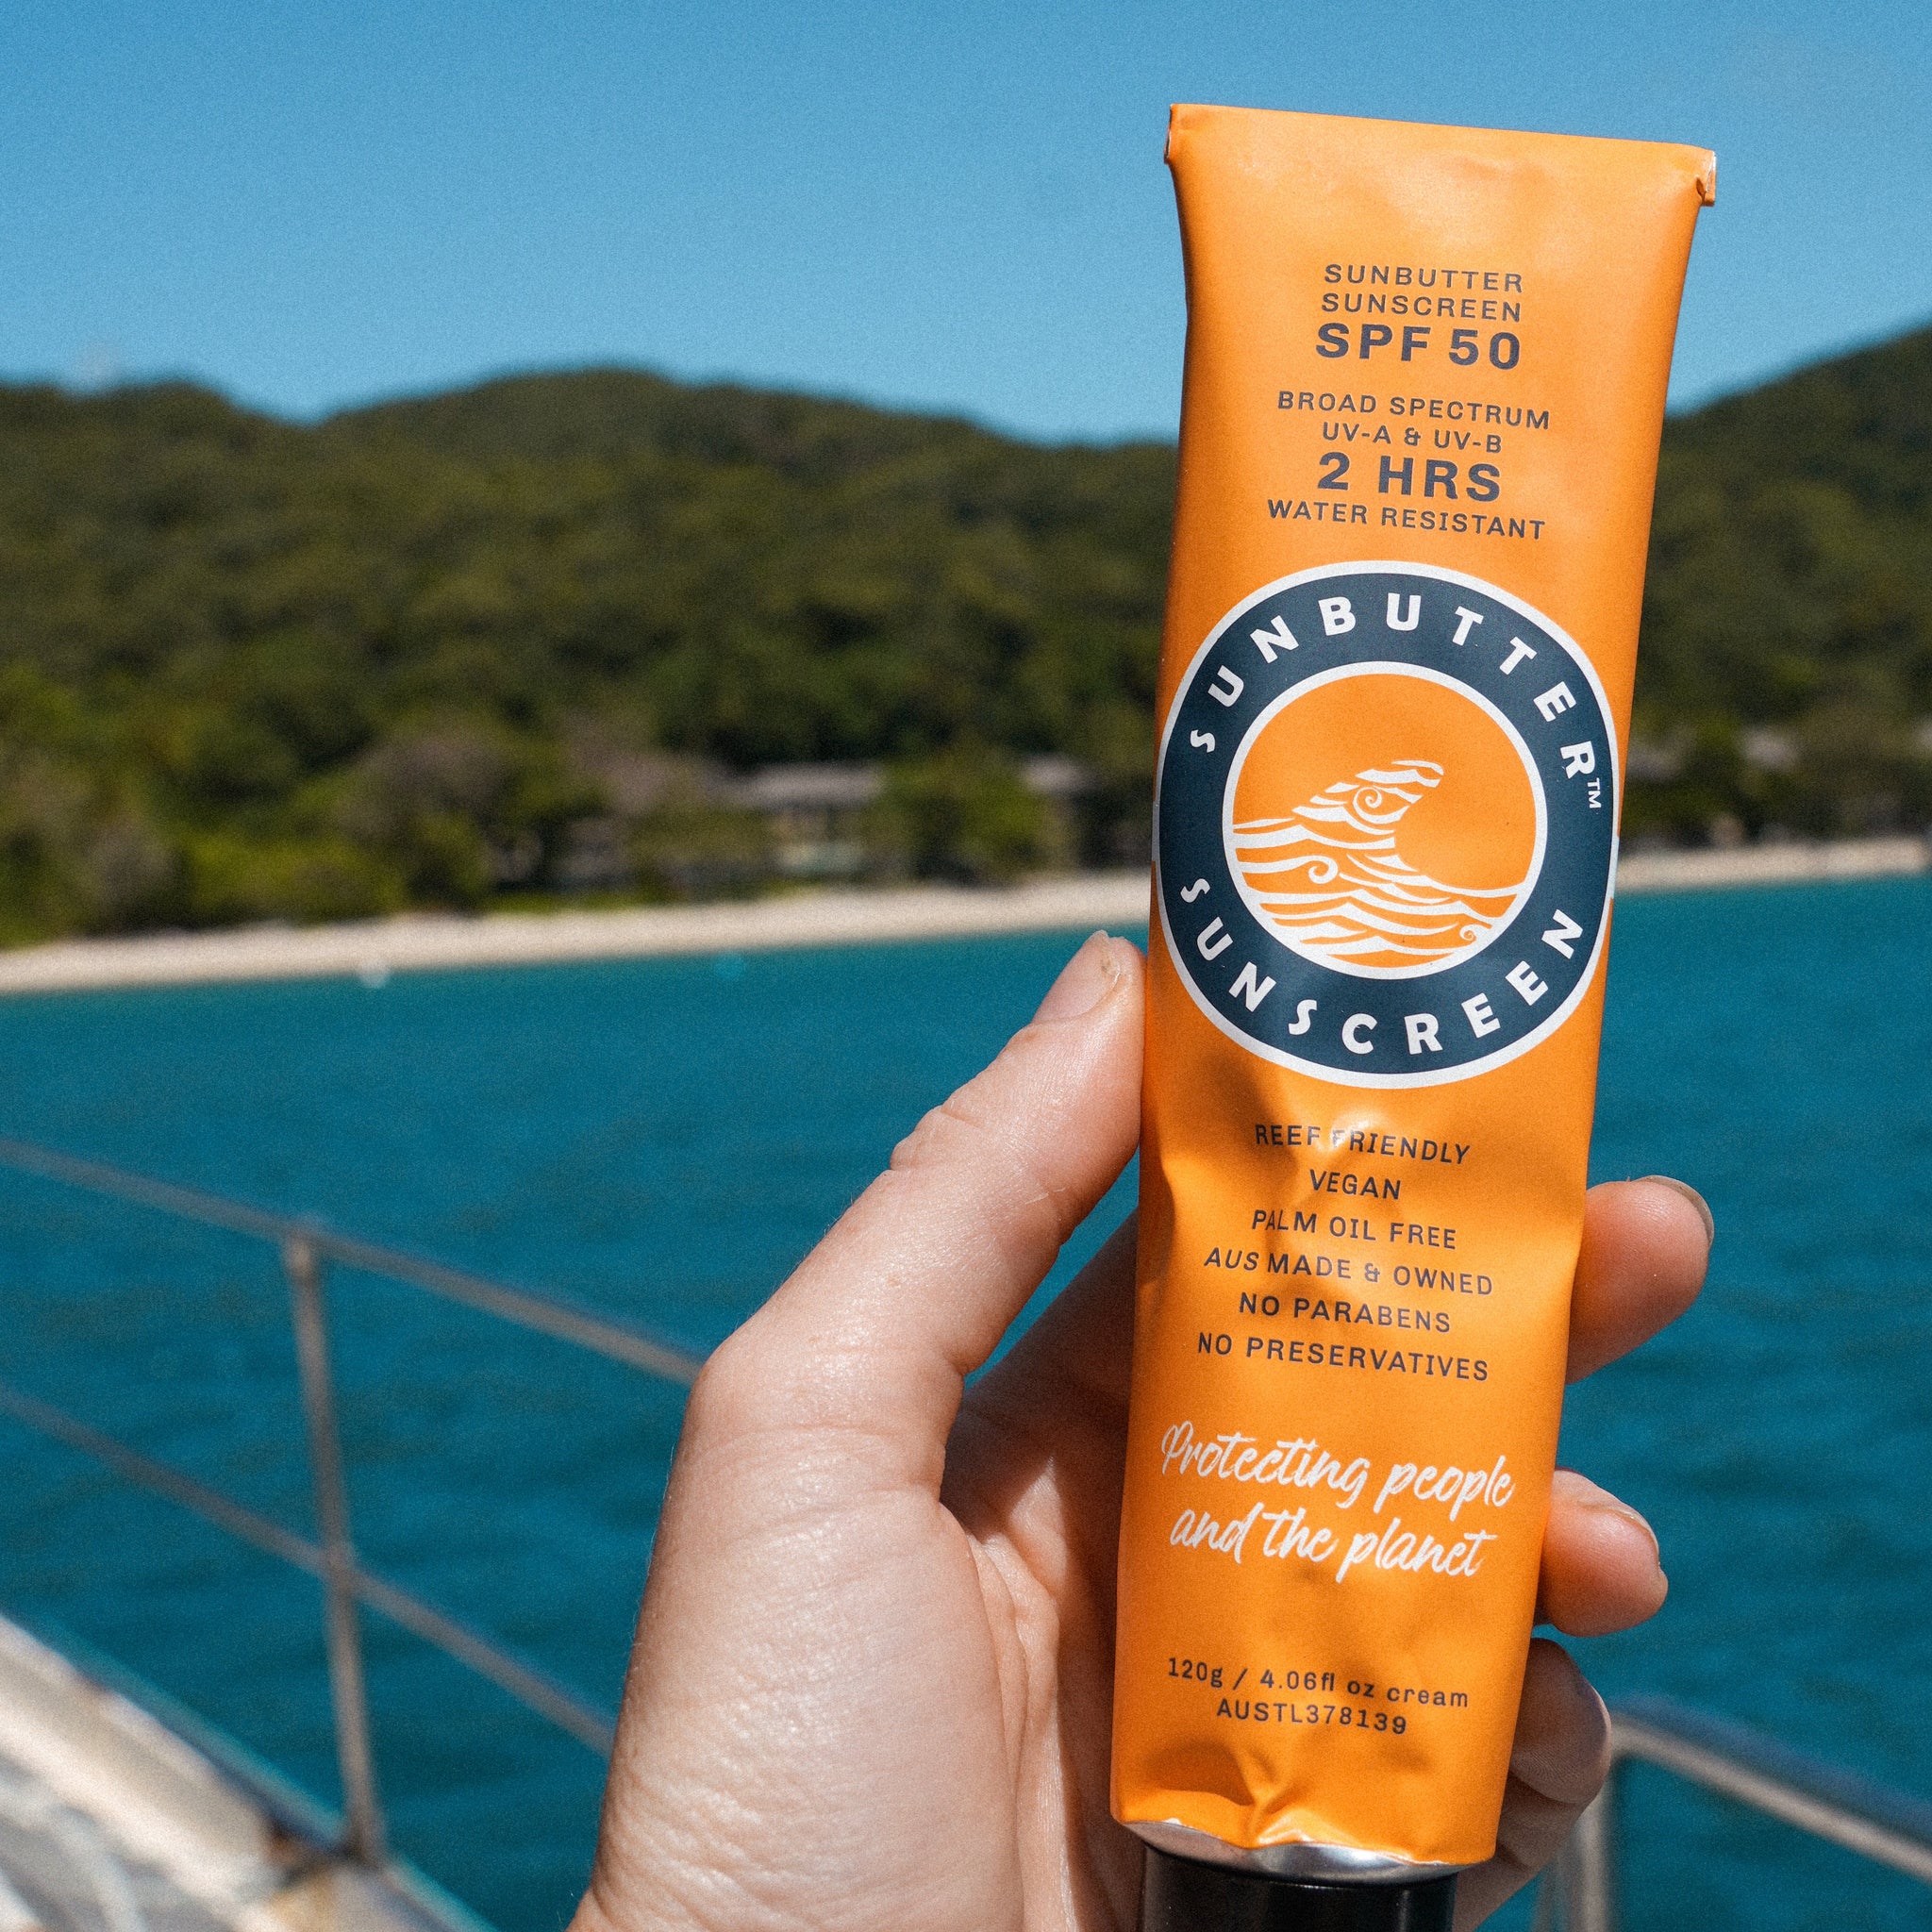 SUNBUTTER
SUNSCREEN
SPF 50
BROAD SPECTRUM
UV-A & UV-B
2 HRS
WATER RESISTANT
SUNBUTTER™
SUNSCREEN
REEF FRIENDLY
VEGAN
PALM OIL FREE
AUS MADE & OWNED
NO PARABENS
NO PRESERVATIVES
Protecting people
and the planet
120g / 4.06fl oz cream
AUSTL378139